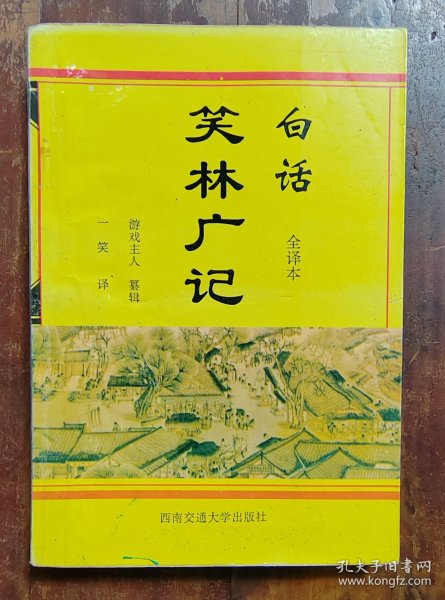 白话
全译本
笑林广记
游戏主人 纂辑
一笑 译
西南交通大学出版社
孔夫子旧书网
www.kongfz.com